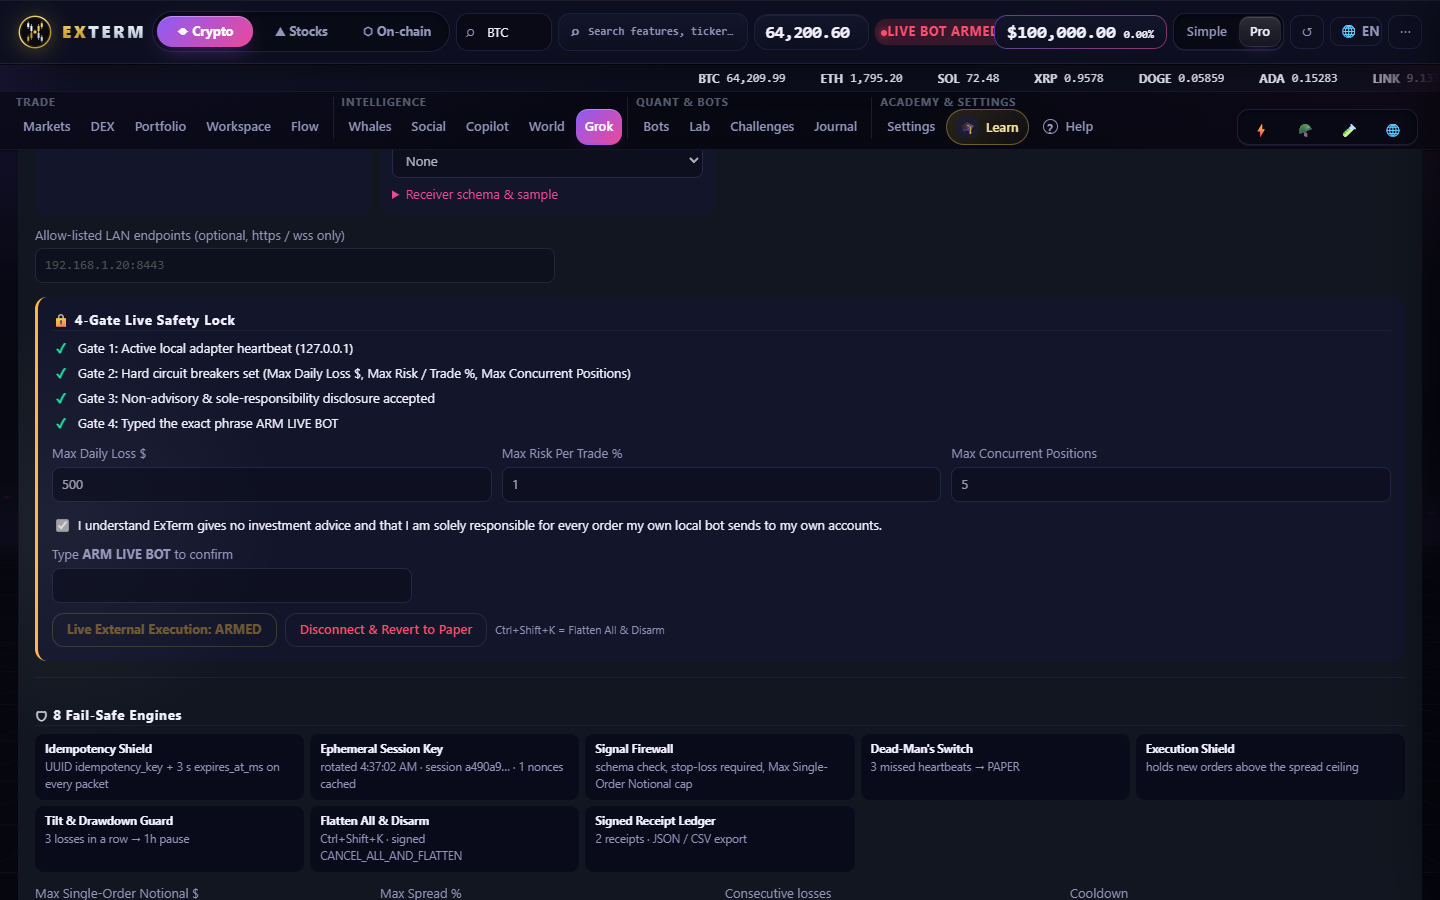 EXTERM
Crypto
Stocks
On-chain
BTC
search features, ticker…
64,200.60
LIVE BOT ARMED
$100,000.00 0.00%
Simple
Pro
EN
BTC 64,209.99
ETH 1,795.20
SOL 72.48
XRP 0.9578
DOGE 0.05859
ADA 0.15283
LINK 9.13
TRADE
Markets
DEX
Portfolio
Workspace
Flow
INTELLIGENCE
Whales
Social
Copilot
World
Grok
QUANT & BOTS
Bots
Lab
Challenges
Journal
ACADEMY & SETTINGS
Settings
Learn
Help
None
Receiver schema & sample
Allow-listed LAN endpoints (optional, https / wss only)
192.168.1.20:8443
4-Gate Live Safety Lock
✓ Gate 1: Active local adapter heartbeat (127.0.0.1)
✓ Gate 2: Hard circuit breakers set (Max Daily Loss $, Max Risk / Trade %, Max Concurrent Positions)
✓ Gate 3: Non-advisory & sole-responsibility disclosure accepted
✓ Gate 4: Typed the exact phrase ARM LIVE BOT
Max Daily Loss $
500
Max Risk Per Trade %
1
Max Concurrent Positions
5
I understand ExTerm gives no investment advice and that I am solely responsible for every order my own local bot sends to my own accounts.
Type ARM LIVE BOT to confirm
Live External Execution: ARMED
Disconnect & Revert to Paper
Ctrl+Shift+K = Flatten All & Disarm
8 Fail-Safe Engines
Idempotency Shield
UUID idempotency_key + 3 s expires_at_ms on
every packet
Ephemeral Session Key
rotated 4:37:02 AM · session a490a9… · 1 nonces
cached
Signal Firewall
schema check, stop-loss required, Max Single-
Order Notional cap
Dead-Man's Switch
3 missed heartbeats → PAPER
Execution Shield
holds new orders above the spread ceiling
Tilt & Drawdown Guard
3 losses in a row → 1h pause
Flatten All & Disarm
Ctrl+Shift+K · signed
CANCEL_ALL_AND_FLATTEN
Signed Receipt Ledger
2 receipts · JSON / CSV export
Max Single-Order Notional $
Max Spread %
Consecutive losses
Cooldown